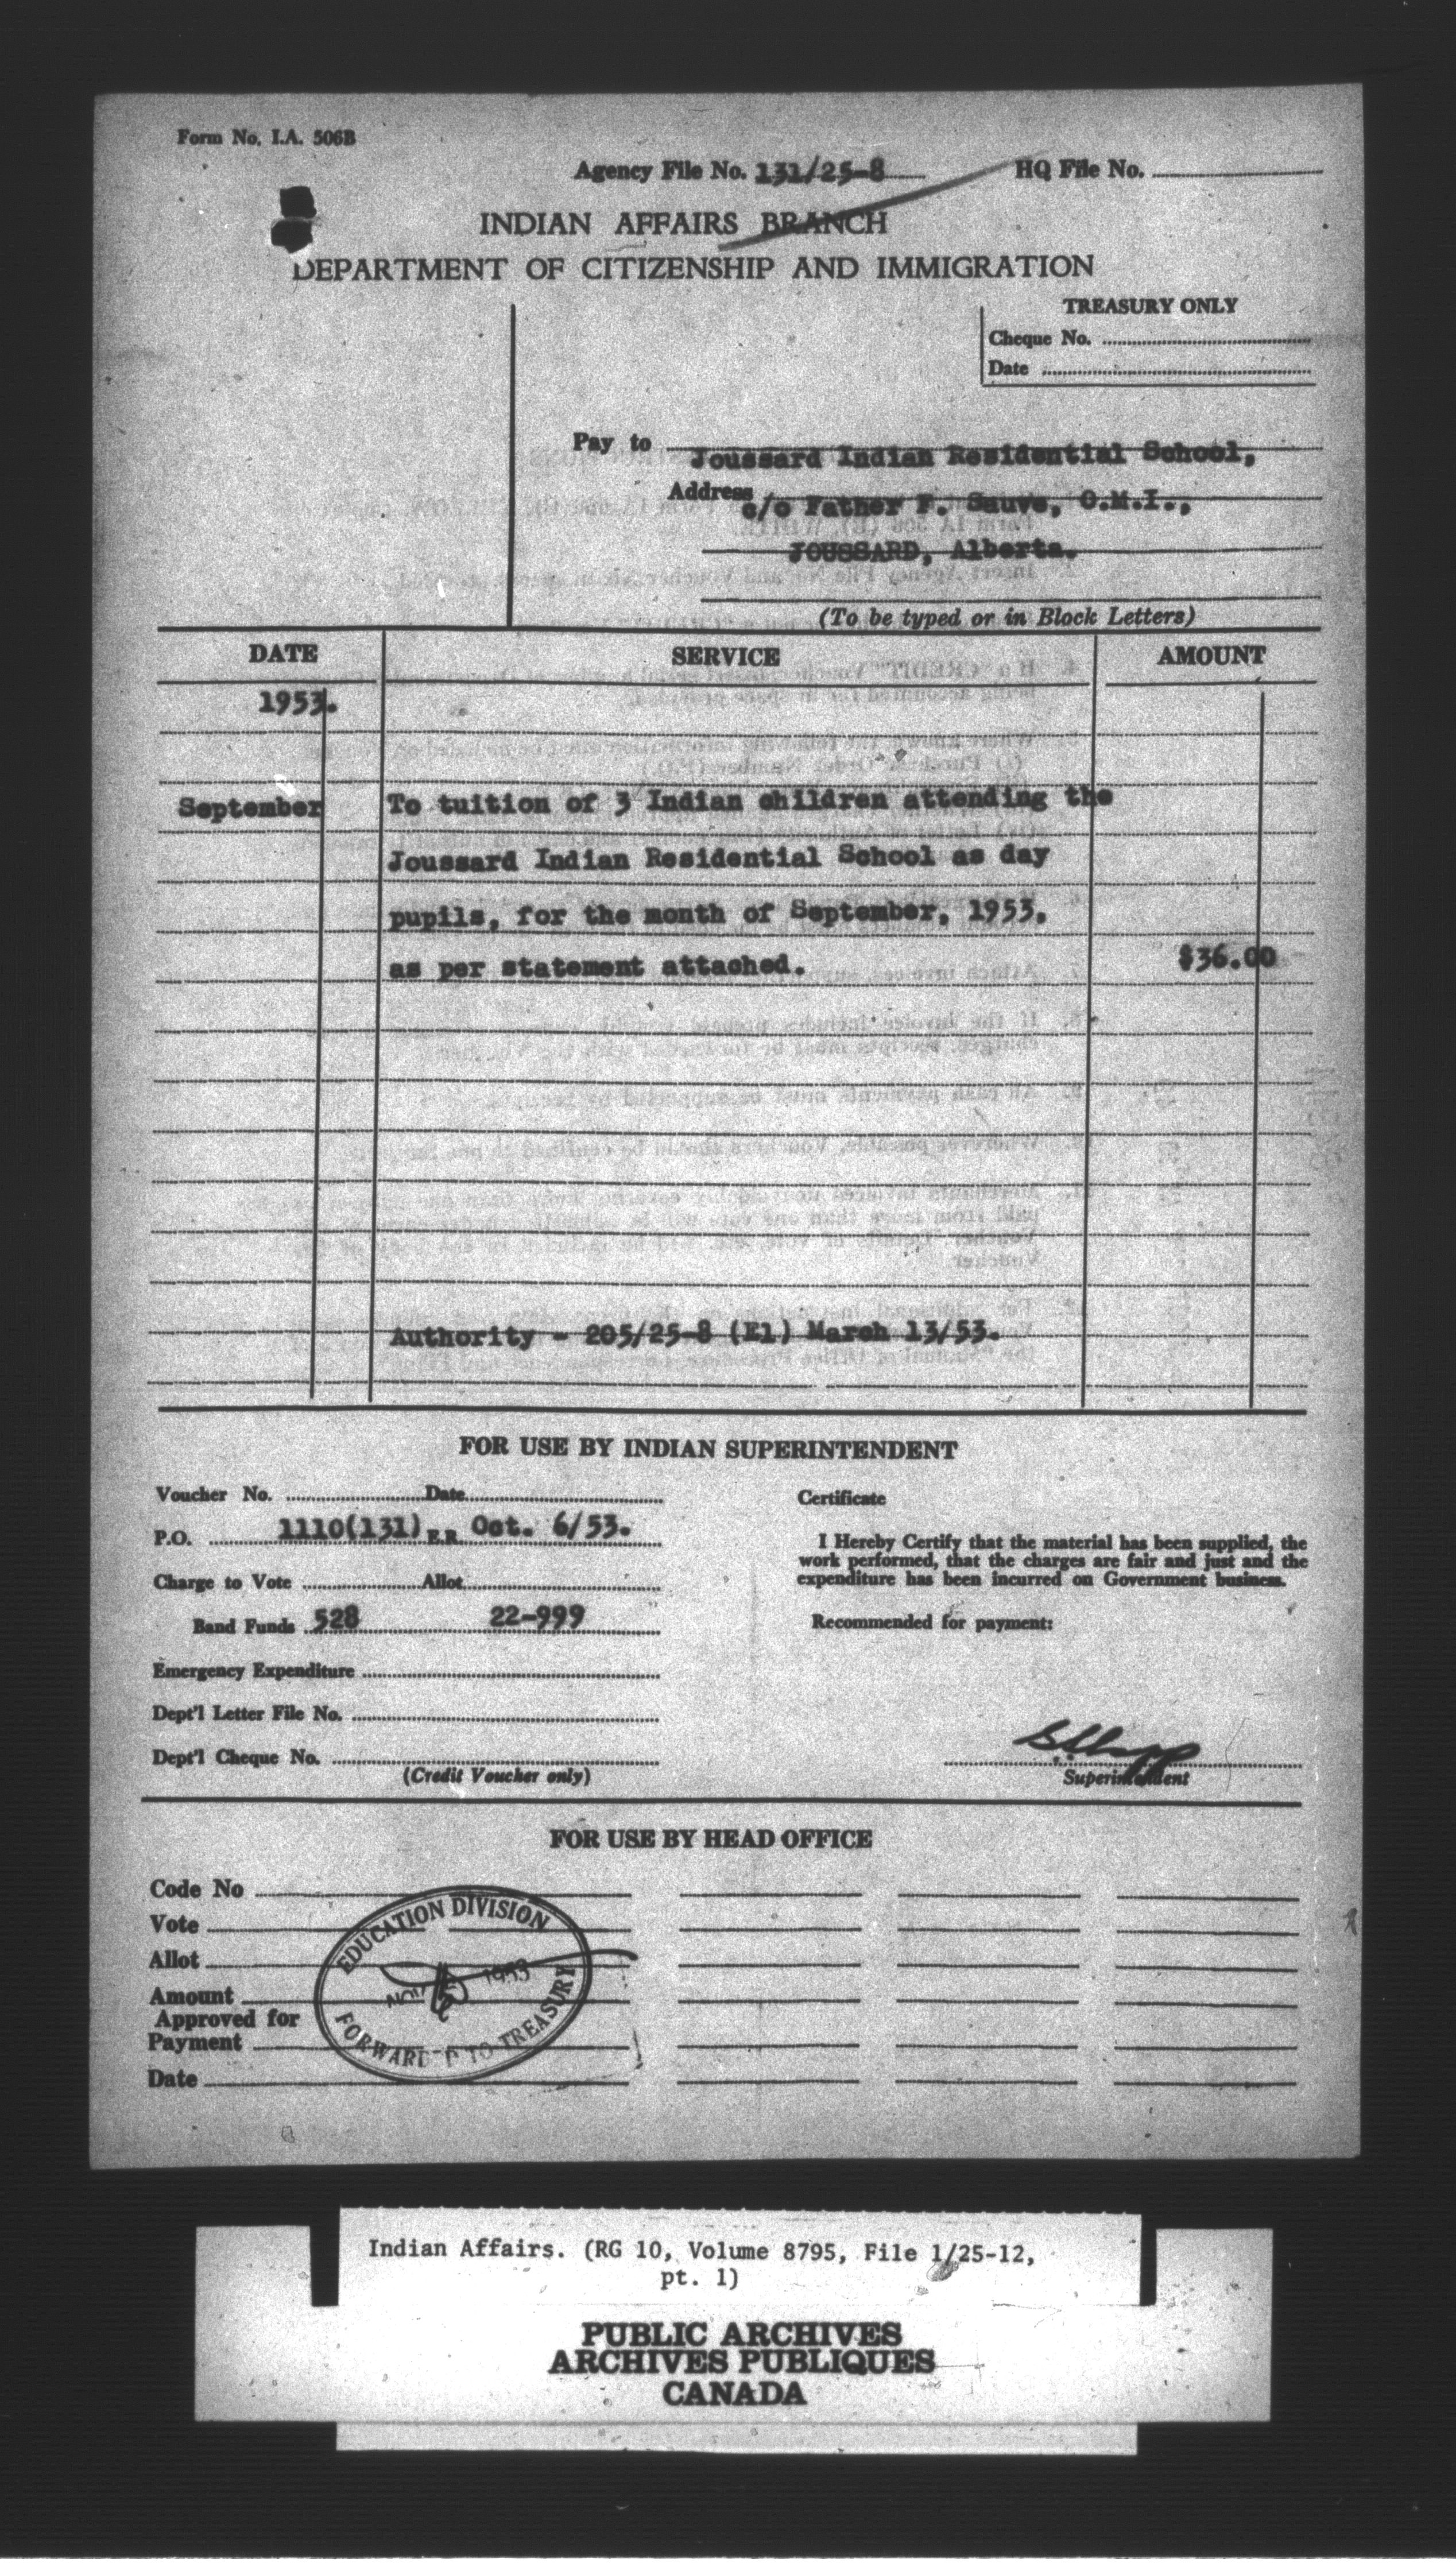 Form No. I.A. 506B
Agency File No. 131/25-8 HQ File No.
INDIAN AFFAIRS BRANCH
DEPARTMENT OF CITIZENSHIP AND IMMIGRATION
TREASURY ONLY
Cheque No.
Date
Pay to Joussard Indian Residential School,
Address c/o Father F. Sauve, O.M.I.,
JOUSSARD, Alberta.
(To be typed or in Block Letters)
DATE SERVICE AMOUNT
1953.
September To tuition of 3 Indian children attending the
Joussard Indian Residential School as day
pupils, for the month of September, 1953,
as per statement attached. $36.00
Authority - 205/25-8 (E1) March 13/53.
FOR USE BY INDIAN SUPERINTENDENT
Voucher No. Date
P.O. 1110(131) E.R. Oct. 6/53.
Charge to Vote Allot.
Band Funds 528 22-999
Emergency Expenditure
Dept'l Letter File No.
Dept'l Cheque No.
(Credit Voucher only)
Certificate
I Hereby Certify that the material has been supplied, the
work performed, that the charges are fair and just and the
expenditure has been incurred on Government business.
Recommended for payment:
Superintendent
FOR USE BY HEAD OFFICE
Code No
Vote
Allot
Amount
Approved for
Payment
Date
EDUCATION DIVISION
NOV 1953
FORWARDED TO TREASURY
Indian Affairs. (RG 10, Volume 8795, File 1/25-12,
pt. 1)
PUBLIC ARCHIVES
ARCHIVES PUBLIQUES
CANADA